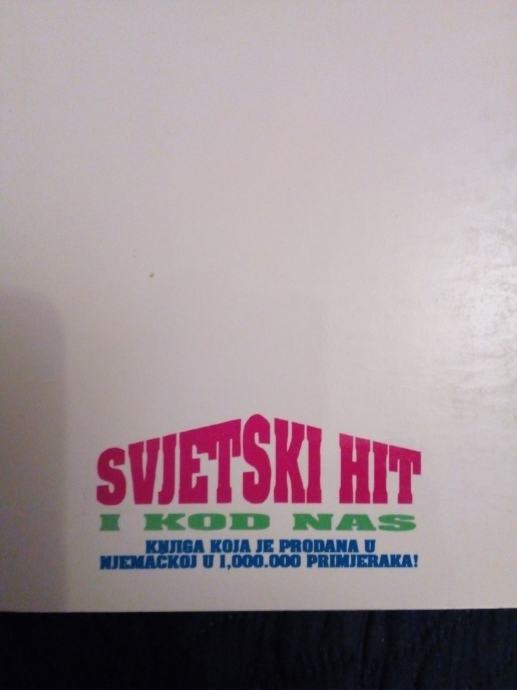 SVJETSKI HIT
I KOD NAS
KNJIGA KOJA JE PRODANA U
NJEMAČKOJ U 1,000.000 PRIMJERAKA!